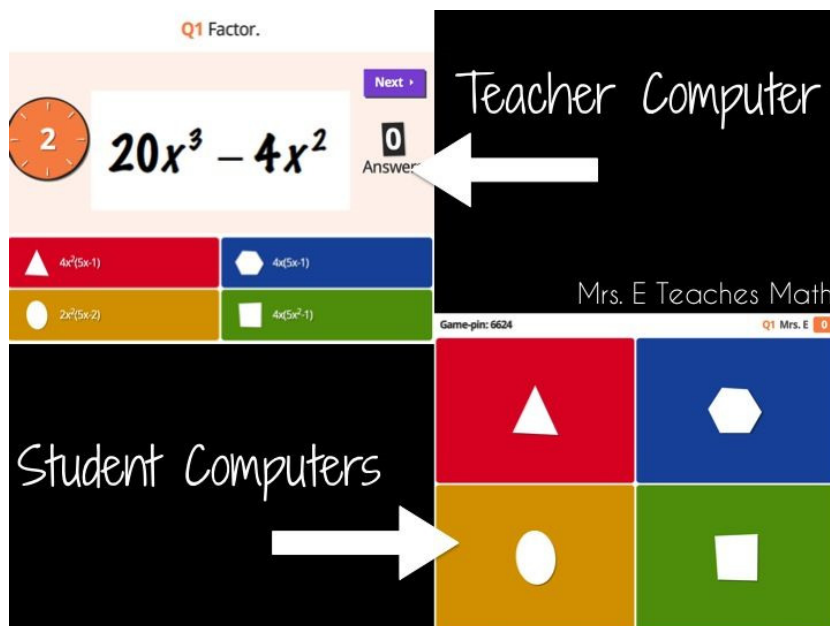 Q1 Factor.
Next
2
20x³ – 4x²
0
Answers
4x²(5x-1)
4x(5x-1)
2x²(5x-2)
4x(5x²-1)
Teacher Computer
Mrs. E Teaches Math
Game-pin: 6624
Q1 Mrs. E 0
Student Computers